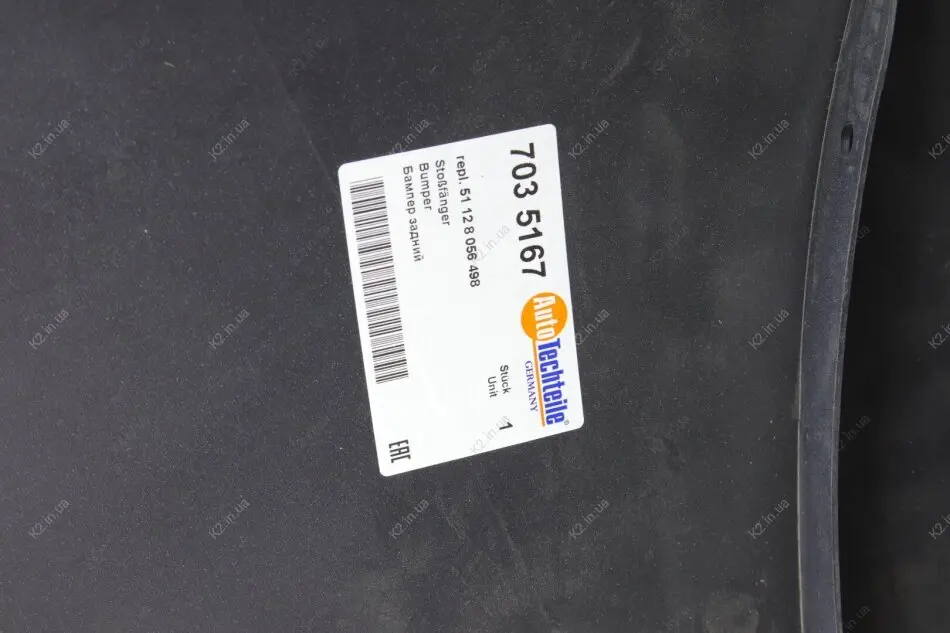 703 5167
repl. 51 12 8 056 498
Stoßfänger
Bumper
Бампер задний
AutoTechteile®
GERMANY
Stück
Unit
1
EAC
K2.in.ua